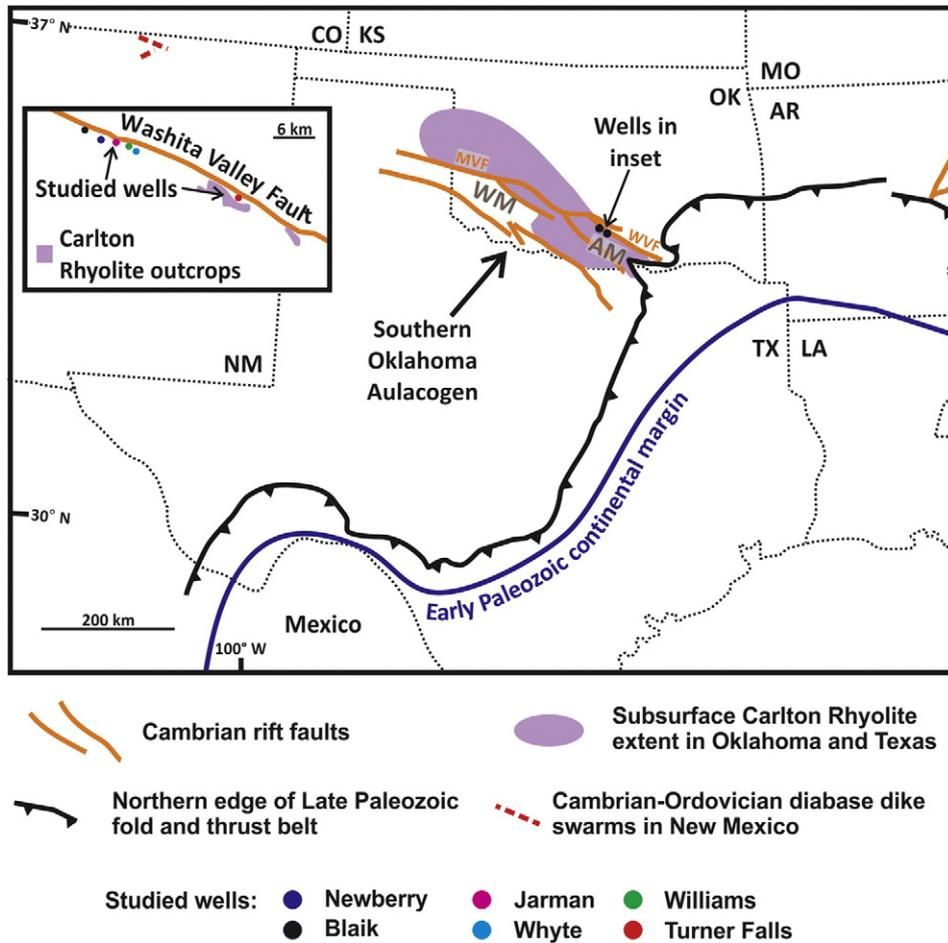 37° N
CO KS
MO
OK
AR
Washita Valley Fault
6 km
Studied wells
Carlton
Rhyolite outcrops
Wells in
inset
MVF
WM
WVF
AM
Southern
Oklahoma
Aulacogen
NM
TX LA
Early Paleozoic continental margin
30° N
200 km
Mexico
100° W
Cambrian rift faults
Subsurface Carlton Rhyolite
extent in Oklahoma and Texas
Northern edge of Late Paleozoic
fold and thrust belt
Cambrian-Ordovician diabase dike
swarms in New Mexico
Studied wells:
Newberry
Jarman
Williams
Blaik
Whyte
Turner Falls